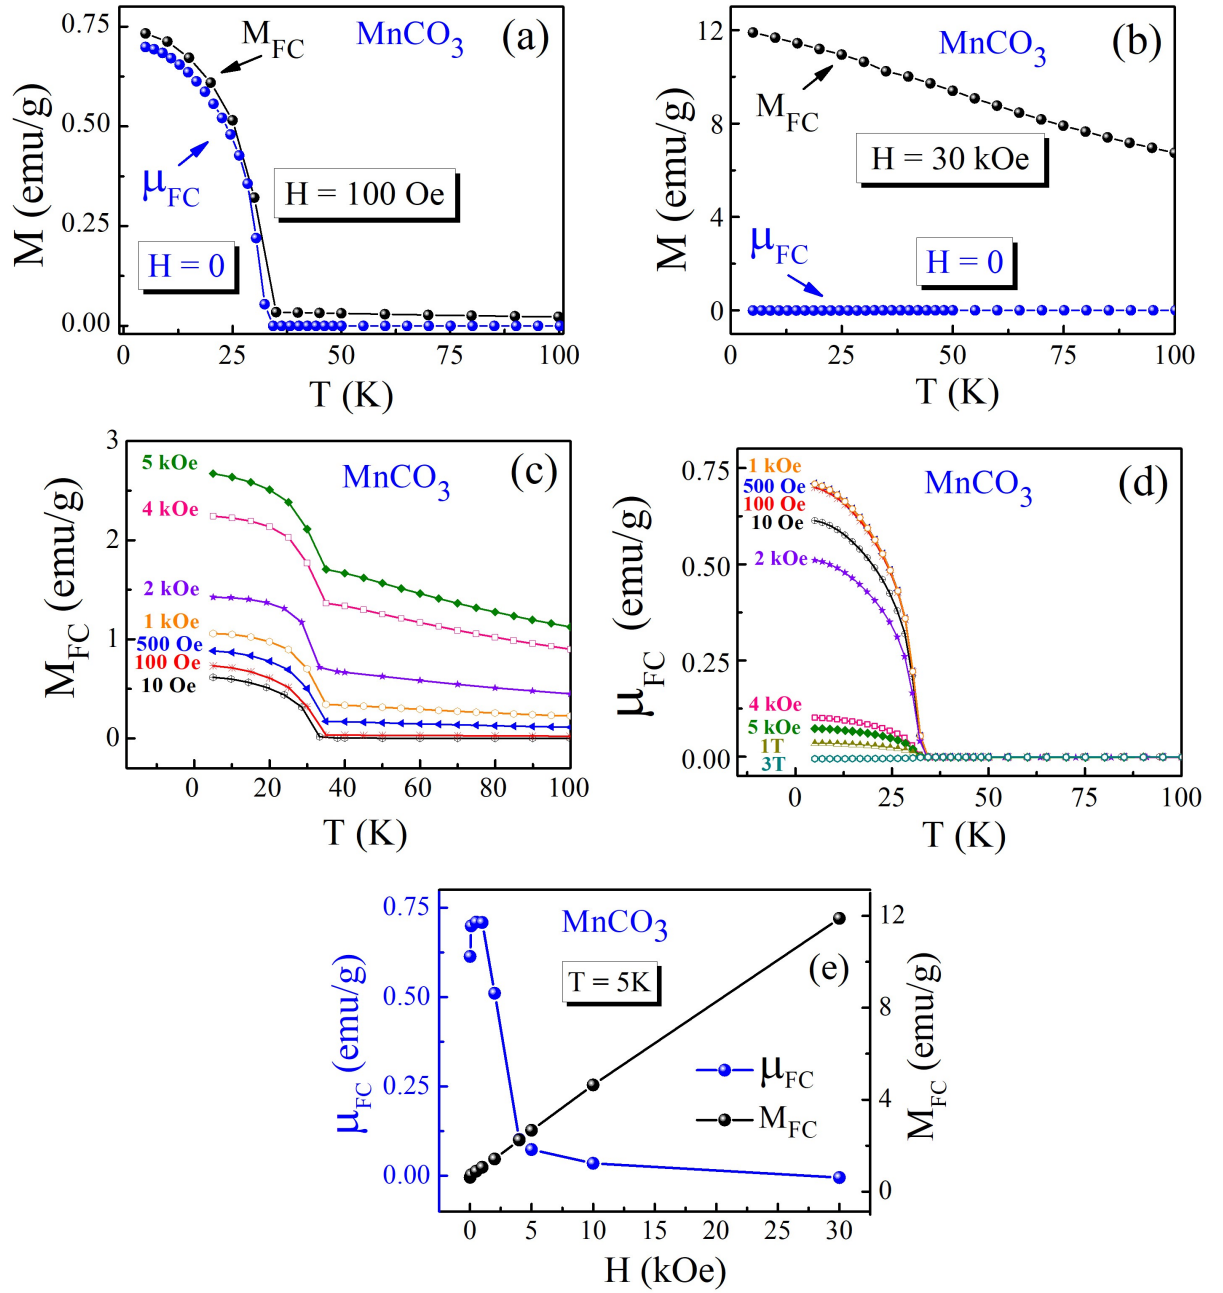 0.75
M_FC
MnCO3
(a)
0.50
M (emu/g)
μ_FC
H = 100 Oe
0.25
H = 0
0.00
0 25 50 75 100
T (K)
12
MnCO3
(b)
M_FC
8
H = 30 kOe
M (emu/g)
4
μ_FC
H = 0
0
0 25 50 75 100
T (K)
3
5 kOe
MnCO3
(c)
4 kOe
2
M_FC (emu/g)
2 kOe
1 kOe
1
500 Oe
100 Oe
10 Oe
0
0 20 40 60 80 100
T (K)
0.75
1 kOe
500 Oe
100 Oe
10 Oe
MnCO3
(d)
2 kOe
0.50
μ_FC (emu/g)
0.25
4 kOe
5 kOe
1T
3T
0.00
0 25 50 75 100
T (K)
0.75
MnCO3
12
(e)
T = 5K
μ_FC (emu/g)
0.50
8
M_FC (emu/g)
μ_FC
M_FC
0.25
4
0.00
0
0 5 10 15 20 25 30
H (kOe)